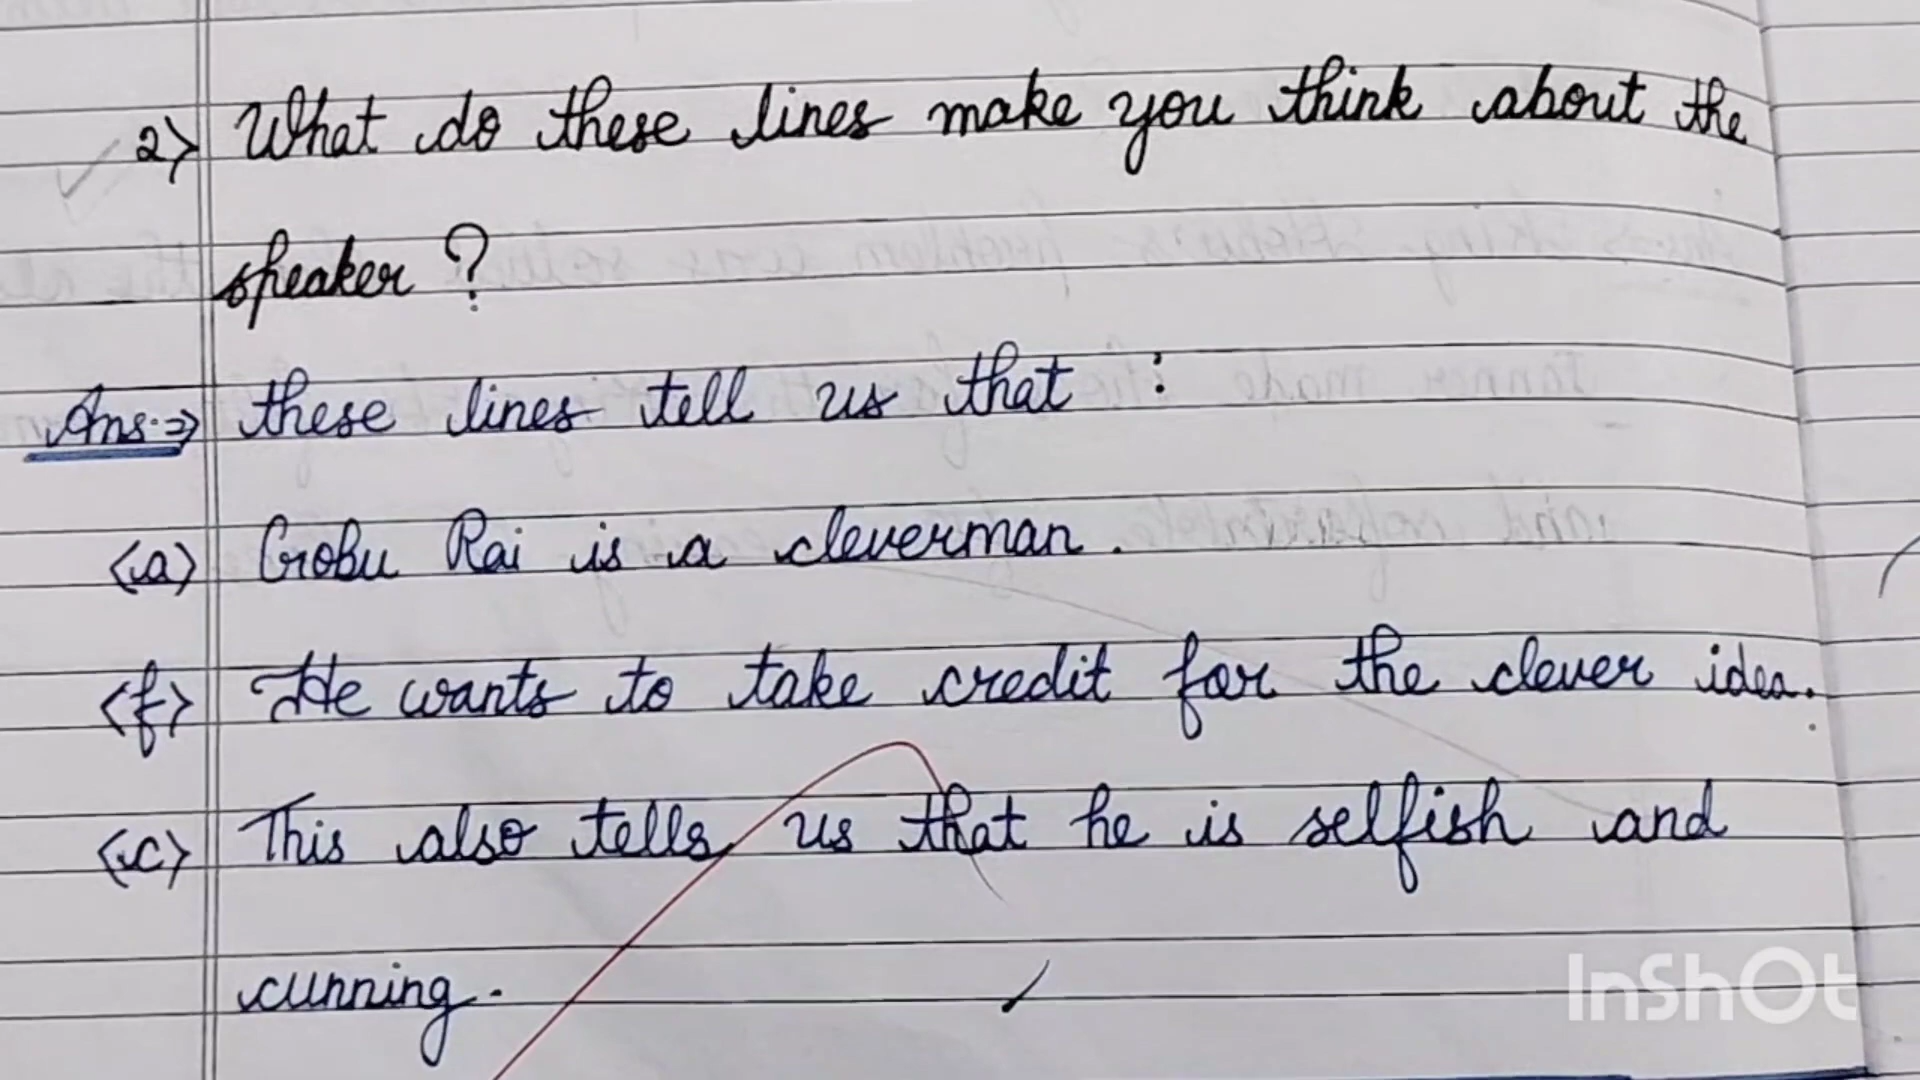 2) What do these lines make you think about the
speaker ?
Ans.⇒ these lines tell us that :
(a) Gobu Rai is a cleverman .
(f) He wants to take credit for the clever idea.
(c) This also tells us that he is selfish and
cunning.
InShOt